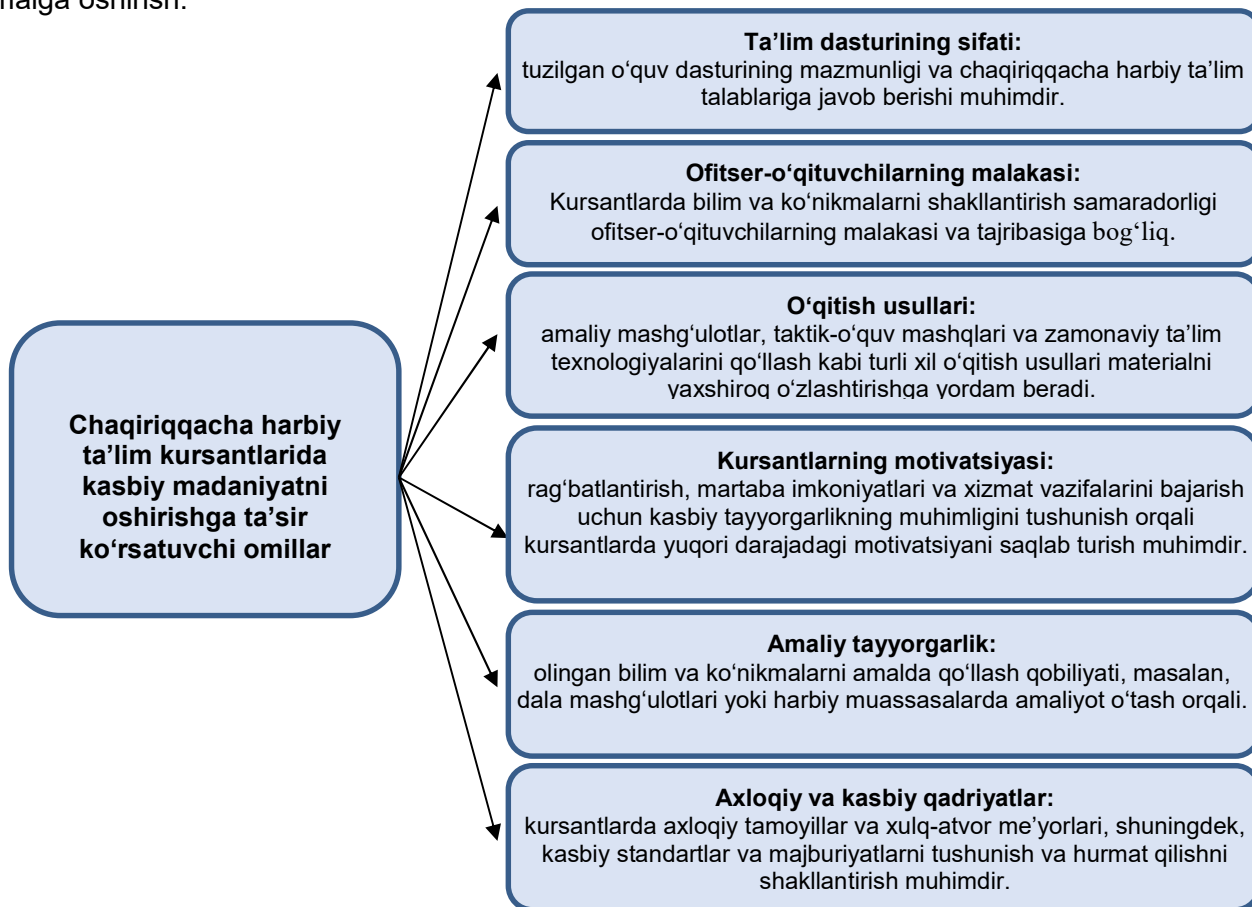 malga oshirish.
Ta’lim dasturining sifati:
tuzilgan o‘quv dasturining mazmunligi va chaqiriqqacha harbiy ta’lim
talablariga javob berishi muhimdir.
Ofitser-o‘qituvchilarning malakasi:
Kursantlarda bilim va ko‘nikmalarni shakllantirish samaradorligi
ofitser-o‘qituvchilarning malakasi va tajribasiga bog‘liq.
O‘qitish usullari:
amaliy mashg‘ulotlar, taktik-o‘quv mashqlari va zamonaviy ta’lim
texnologiyalarini qo‘llash kabi turli xil o‘qitish usullari materialni
yaxshiroq o‘zlashtirishga yordam beradi.
Chaqiriqqacha harbiy
ta’lim kursantlarida
kasbiy madaniyatni
oshirishga ta’sir
ko‘rsatuvchi omillar
Kursantlarning motivatsiyasi:
rag‘batlantirish, martaba imkoniyatlari va xizmat vazifalarini bajarish
uchun kasbiy tayyorgarlikning muhimligini tushunish orqali
kursantlarda yuqori darajadagi motivatsiyani saqlab turish muhimdir.
Amaliy tayyorgarlik:
olingan bilim va ko‘nikmalarni amalda qo‘llash qobiliyati, masalan,
dala mashg‘ulotlari yoki harbiy muassasalarda amaliyot o‘tash orqali.
Axloqiy va kasbiy qadriyatlar:
kursantlarda axloqiy tamoyillar va xulq-atvor me’yorlari, shuningdek,
kasbiy standartlar va majburiyatlarni tushunish va hurmat qilishni
shakllantirish muhimdir.